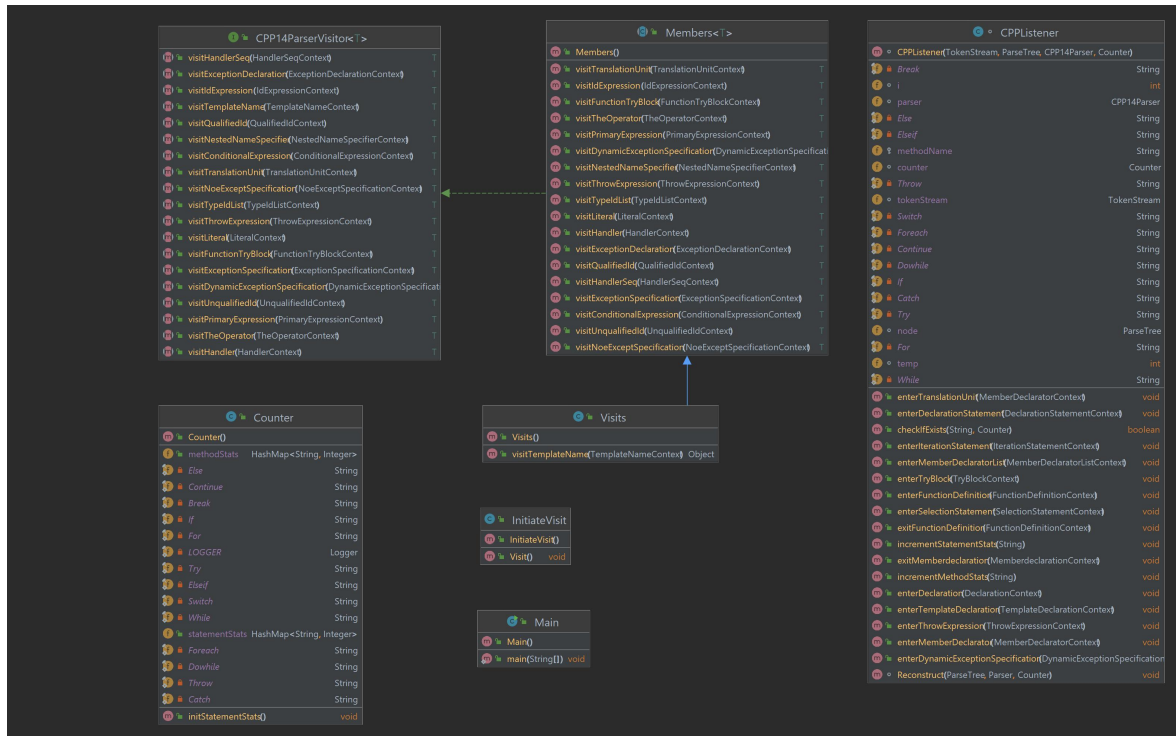 CPP14ParserVisitor<T>
visitHandlerSeq(HandlerSeqContext) T
visitExceptionDeclaration(ExceptionDeclarationContext) T
visitIdExpression(IdExpressionContext) T
visitTemplateName(TemplateNameContext) T
visitQualifiedId(QualifiedIdContext) T
visitNestedNameSpecifier(NestedNameSpecifierContext) T
visitConditionalExpression(ConditionalExpressionContext) T
visitTranslationUnit(TranslationUnitContext) T
visitNoeExceptSpecification(NoeExceptSpecificationContext) T
visitTypeIdList(TypeIdListContext) T
visitThrowExpression(ThrowExpressionContext) T
visitLiteral(LiteralContext) T
visitFunctionTryBlock(FunctionTryBlockContext) T
visitExceptionSpecification(ExceptionSpecificationContext) T
visitDynamicExceptionSpecification(DynamicExceptionSpecificati
visitUnqualifiedId(UnqualifiedIdContext) T
visitPrimaryExpression(PrimaryExpressionContext) T
visitTheOperator(TheOperatorContext) T
visitHandler(HandlerContext) T
Members<T>
Members()
visitTranslationUnit(TranslationUnitContext) T
visitIdExpression(IdExpressionContext) T
visitFunctionTryBlock(FunctionTryBlockContext) T
visitTheOperator(TheOperatorContext) T
visitPrimaryExpression(PrimaryExpressionContext) T
visitDynamicExceptionSpecification(DynamicExceptionSpecificati
visitNestedNameSpecifier(NestedNameSpecifierContext) T
visitThrowExpression(ThrowExpressionContext) T
visitTypeIdList(TypeIdListContext) T
visitLiteral(LiteralContext) T
visitHandler(HandlerContext) T
visitExceptionDeclaration(ExceptionDeclarationContext) T
visitQualifiedId(QualifiedIdContext) T
visitHandlerSeq(HandlerSeqContext) T
visitExceptionSpecification(ExceptionSpecificationContext) T
visitConditionalExpression(ConditionalExpressionContext) T
visitUnqualifiedId(UnqualifiedIdContext) T
visitNoeExceptSpecification(NoeExceptSpecificationContext) T
CPPListener
CPPListener(TokenStream, ParseTree, CPP14Parser, Counter)
Break String
i int
parser CPP14Parser
Else String
Elseif String
methodName String
counter Counter
Throw String
tokenStream TokenStream
Switch String
Foreach String
Continue String
Dowhile String
If String
Catch String
Try String
node ParseTree
For String
temp int
While String
enterTranslationUnit(MemberDeclaratorContext) void
enterDeclarationStatement(DeclarationStatementContext) void
checkIfExists(String, Counter) boolean
enterIterationStatement(IterationStatementContext) void
enterMemberDeclaratorList(MemberDeclaratorListContext) void
enterTryBlock(TryBlockContext) void
enterFunctionDefinition(FunctionDefinitionContext) void
enterSelectionStatement(SelectionStatementContext) void
exitFunctionDefinition(FunctionDefinitionContext) void
incrementStatementStats(String) void
exitMemberdeclaration(MemberdeclarationContext) void
incrementMethodStats(String) void
enterDeclaration(DeclarationContext) void
enterTemplateDeclaration(TemplateDeclarationContext) void
enterThrowExpression(ThrowExpressionContext) void
enterMemberDeclarator(MemberDeclaratorContext) void
enterDynamicExceptionSpecification(DynamicExceptionSpecification
Reconstruct(ParseTree, Parser, Counter) void
Counter
Counter()
methodStats HashMap<String, Integer>
Else String
Continue String
Break String
If String
For String
LOGGER Logger
Try String
Elseif String
Switch String
While String
statementStats HashMap<String, Integer>
Foreach String
Dowhile String
Throw String
Catch String
initStatementStats() void
Visits
Visits()
visitTemplateName(TemplateNameContext) Object
InitiateVisit
InitiateVisit()
Visit() void
Main
Main()
main(String[]) void